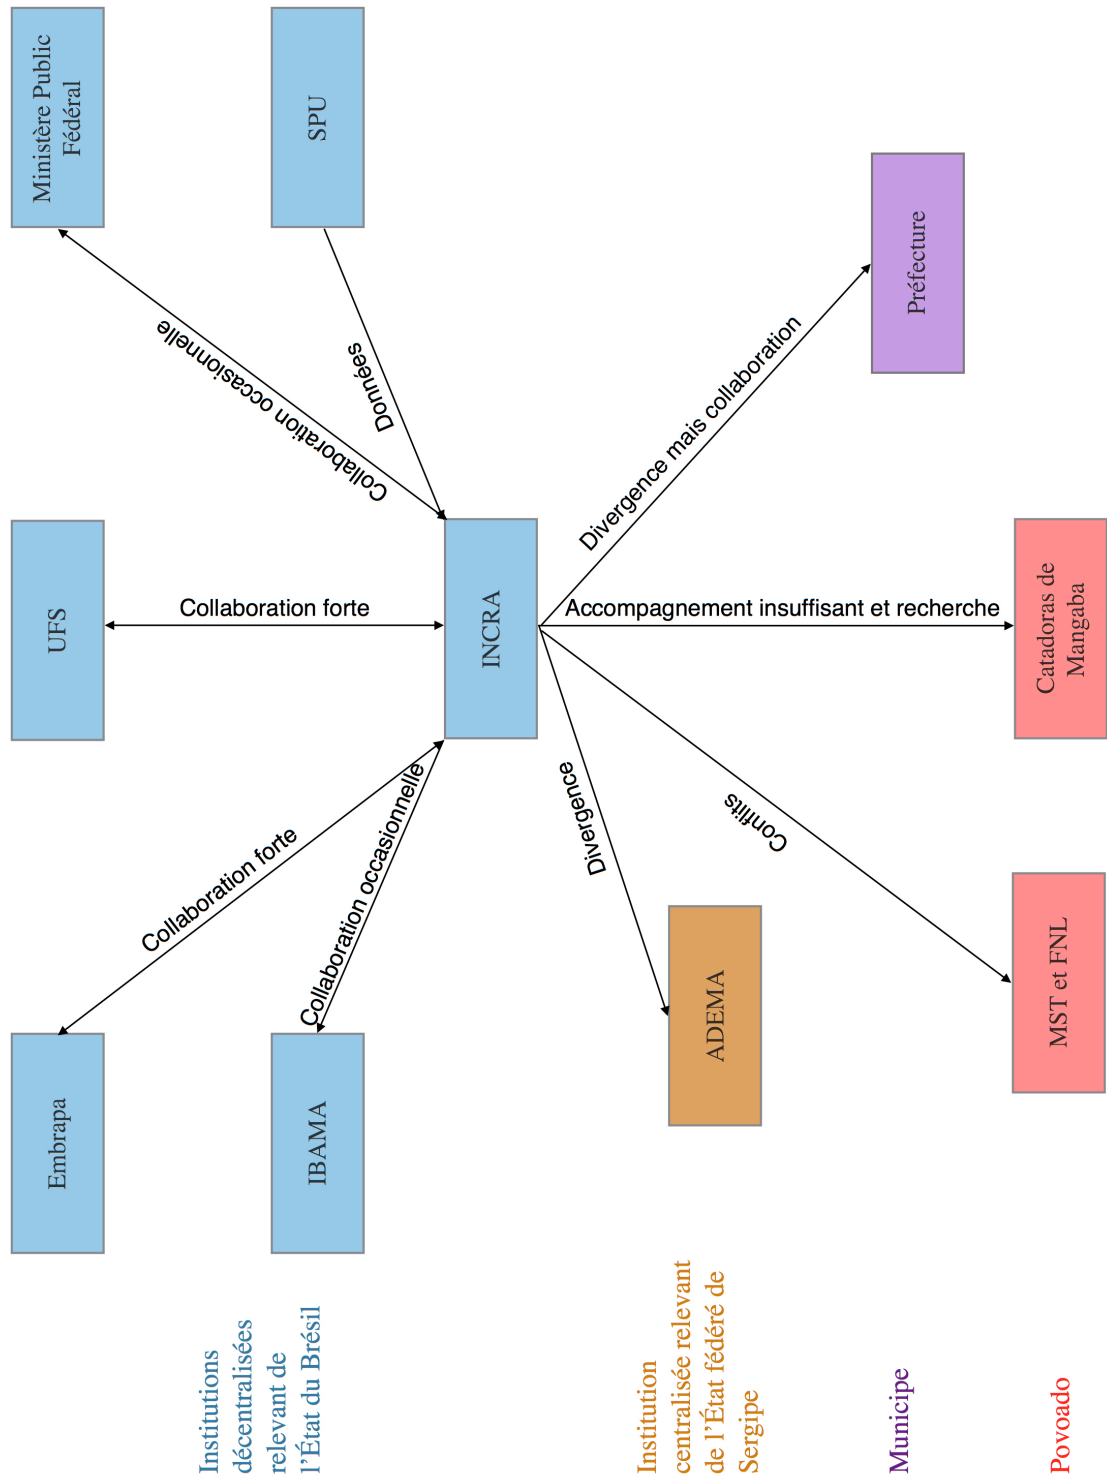 Institutions
décentralisées
relevant de
l'État du Brésil
Embrapa
UFS
Ministère Public
Fédéral
IBAMA
SPU
Collaboration forte
Collaboration forte
Collaboration occasionnelle
Collaboration occasionnelle
Données
INCRA
Divergence
Conflits
Accompagnement insuffisant et recherche
Divergence mais collaboration
Institution
centralisée relevant
de l'État fédéré de
Sergipe
ADEMA
Municipe
Préfecture
Povoado
MST et FNL
Catadoras de
Mangaba